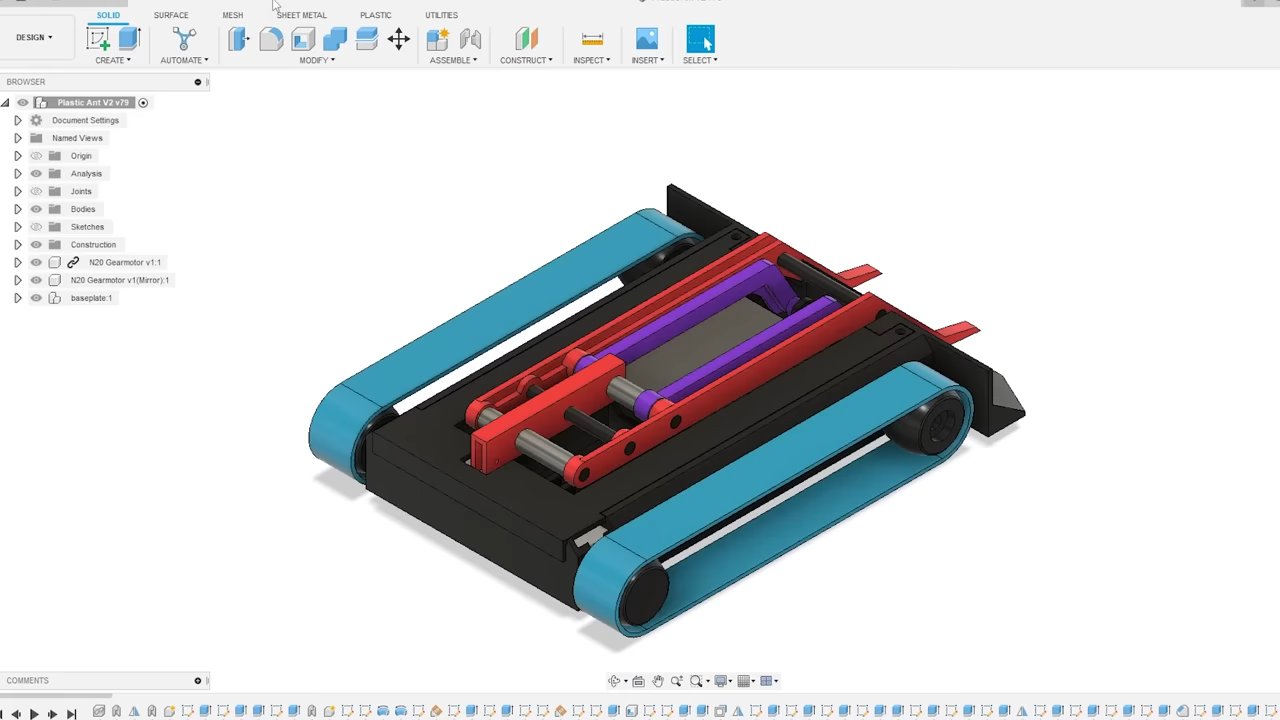 SOLID SURFACE MESH SHEET METAL PLASTIC UTILITIES
DESIGN
CREATE AUTOMATE MODIFY ASSEMBLE CONSTRUCT INSPECT INSERT SELECT
BROWSER
Plastic Ant V2 v79
Document Settings
Named Views
Origin
Analysis
Joints
Bodies
Sketches
Construction
N20 Gearmotor v1:1
N20 Gearmotor v1(Mirror):1
baseplate:1
COMMENTS